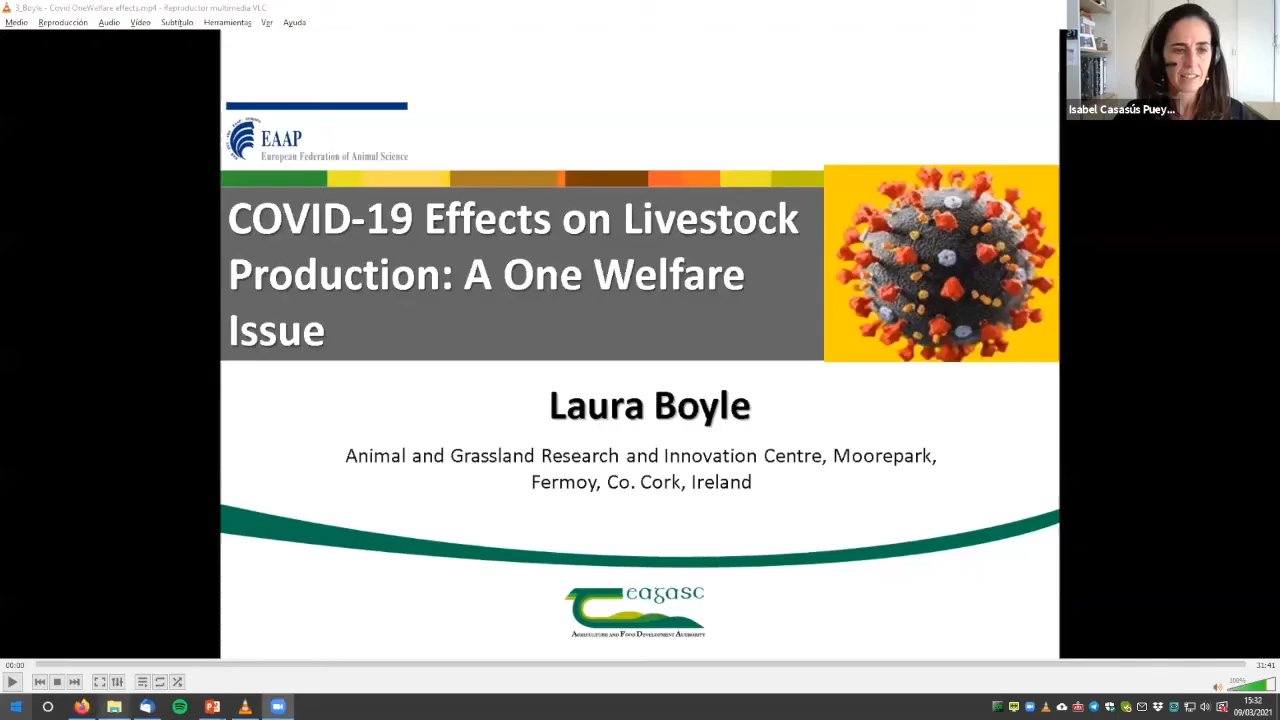 3_Boyle.- Covid OneWelfare effects.mp4 - Reproductor multimedia VLC
Medio Reproducción Audio Vídeo Subtítulo Herramientas Ver Ayuda
Isabel Casasús Puey...
EAAP
European Federation of Animal Science
COVID-19 Effects on Livestock
Production: A One Welfare
Issue
Laura Boyle
Animal and Grassland Research and Innovation Centre, Moorepark,
Fermoy, Co. Cork, Ireland
Teagasc
AGRICULTURE AND FOOD DEVELOPMENT AUTHORITY
00:00
31:41
100%
15:32
09/03/2021